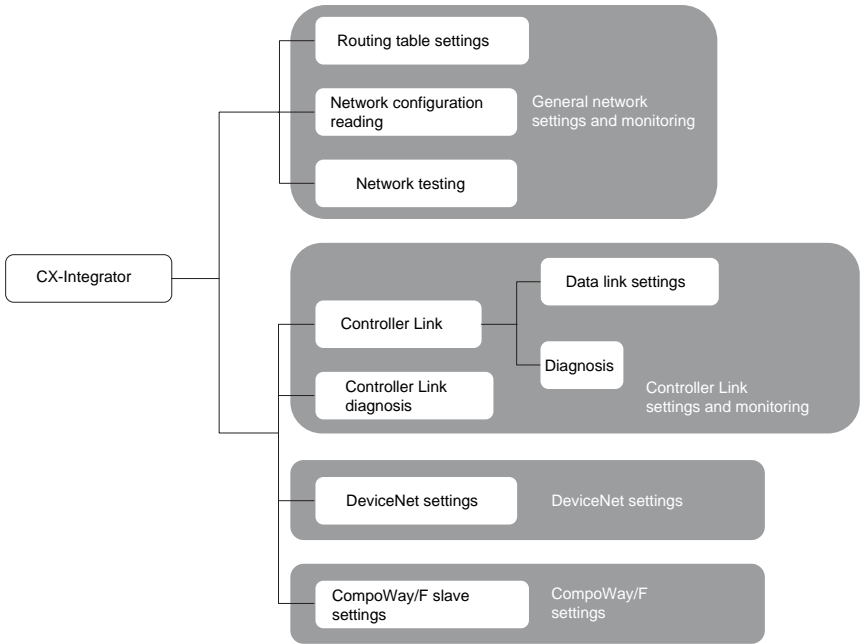 Routing table settings
Network configuration
reading
General network
settings and monitoring
Network testing
CX-Integrator
Data link settings
Controller Link
Diagnosis
Controller Link
diagnosis
Controller Link
settings and monitoring
DeviceNet settings
DeviceNet settings
CompoWay/F slave
settings
CompoWay/F
settings